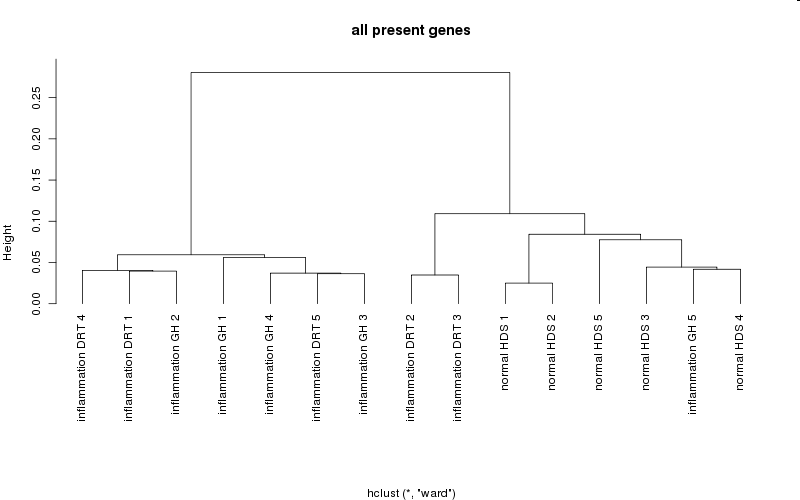 all present genes
Height
0.25
0.20
0.15
0.10
0.05
0.00
inflammation DRT 4
inflammation DRT 1
inflammation GH 2
inflammation GH 1
inflammation GH 4
inflammation DRT 5
inflammation GH 3
inflammation DRT 2
inflammation DRT 3
normal HDS 1
normal HDS 2
normal HDS 5
normal HDS 3
inflammation GH 5
normal HDS 4
hclust (*, "ward")